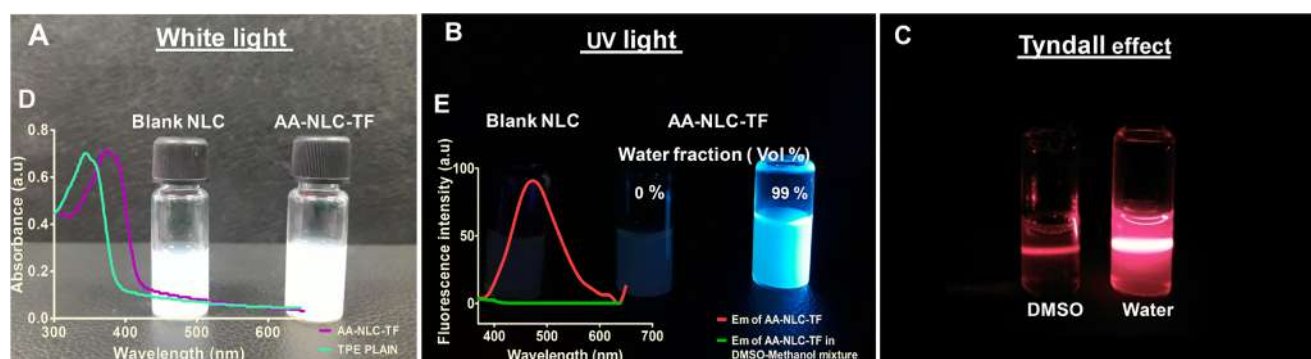 A
White light
D
Blank NLC
AA-NLC-TF
Absorbance (a.u)
0.8
0.6
0.4
0.2
0.0
300
400
500
600
Wavelength (nm)
AA-NLC-TF
TPE PLAIN
B
UV light
E
Blank NLC
AA-NLC-TF
Water fraction ( Vol %)
0 %
99 %
Fluorescence intensity (a.u)
100
50
0
400
500
600
700
Wavelength (nm)
Em of AA-NLC-TF
Em of AA-NLC-TF in
DMSO-Methanol mixture
C
Tyndall effect
DMSO
Water